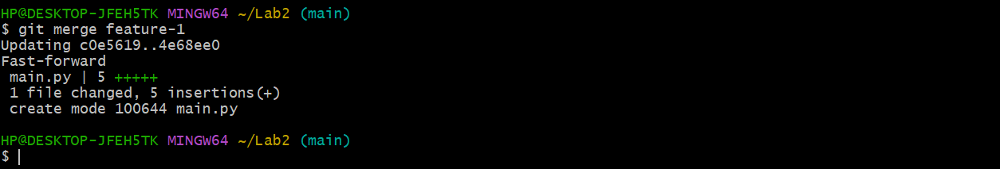 HP@DESKTOP-JFEH5TK MINGW64 ~/Lab2 (main)
$ git merge feature-1
Updating c0e5619..4e68ee0
Fast-forward
 main.py | 5 +++++
 1 file changed, 5 insertions(+)
 create mode 100644 main.py

HP@DESKTOP-JFEH5TK MINGW64 ~/Lab2 (main)
$